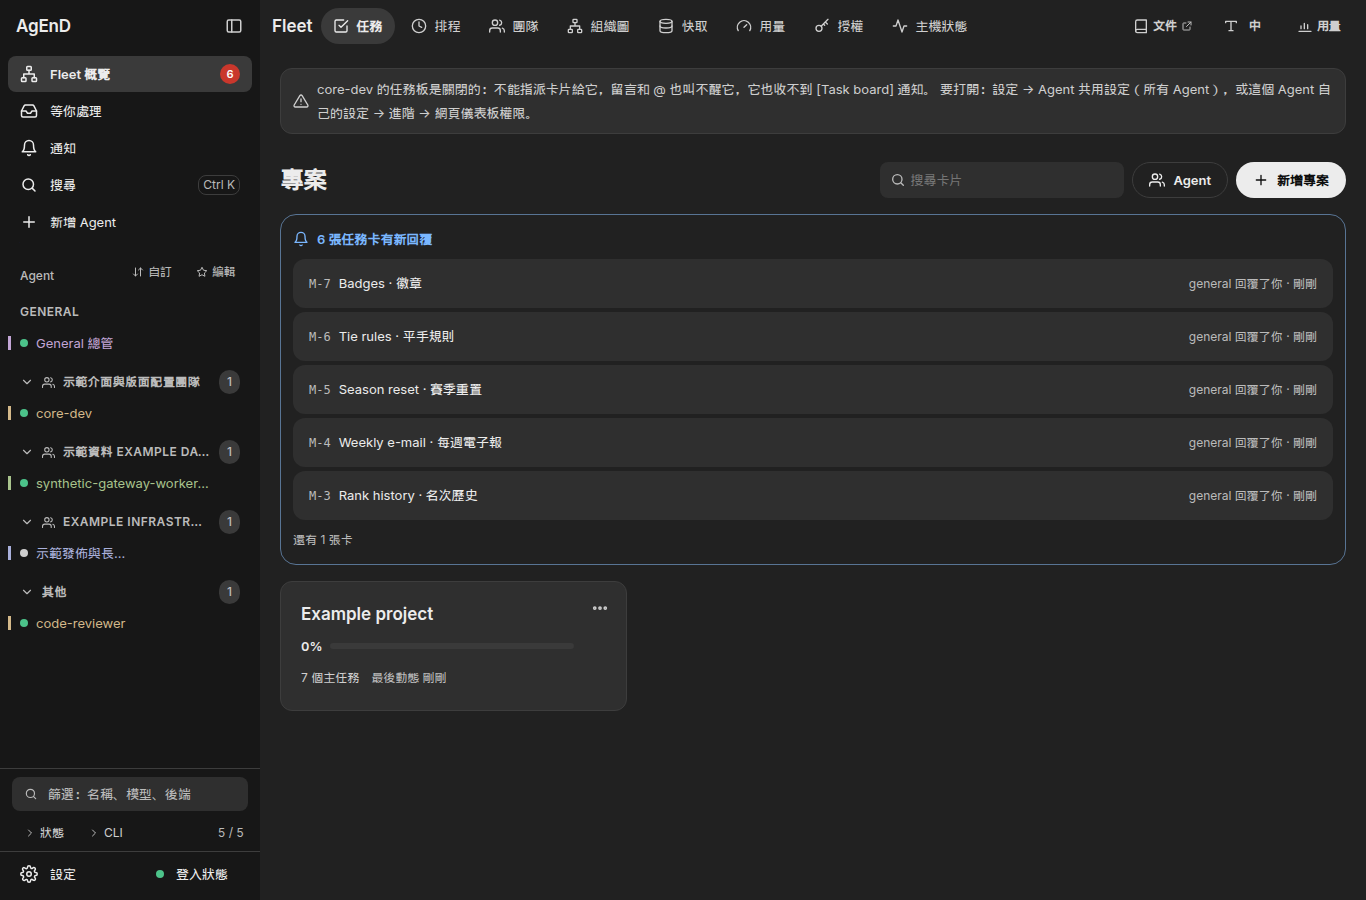 AgEnD
Fleet 概覽 6
等你處理
通知
搜尋 Ctrl K
新增 Agent
Agent 自訂 編輯
GENERAL
General 總管
示範介面與版面配置團隊 1
core-dev
示範資料 EXAMPLE DA... 1
synthetic-gateway-worker...
EXAMPLE INFRASTR... 1
示範發佈與長...
其他 1
code-reviewer
篩選：名稱、模型、後端
狀態 CLI 5 / 5
設定 登入狀態
Fleet 任務 排程 團隊 組織圖 快取 用量 授權 主機狀態 文件 中 用量
core-dev 的任務板是關閉的：不能指派卡片給它，留言和 @ 也叫不醒它，它也收不到 [Task board] 通知。 要打開：設定 → Agent 共用設定（所有 Agent），或這個 Agent 自
己的設定 → 進階 → 網頁儀表板權限。
專案 搜尋卡片 Agent 新增專案
6 張任務卡有新回覆
M-7 Badges · 徽章 general 回覆了你 · 剛剛
M-6 Tie rules · 平手規則 general 回覆了你 · 剛剛
M-5 Season reset · 賽季重置 general 回覆了你 · 剛剛
M-4 Weekly e-mail · 每週電子報 general 回覆了你 · 剛剛
M-3 Rank history · 名次歷史 general 回覆了你 · 剛剛
還有 1 張卡
Example project
0%
7 個主任務 最後動態 剛剛